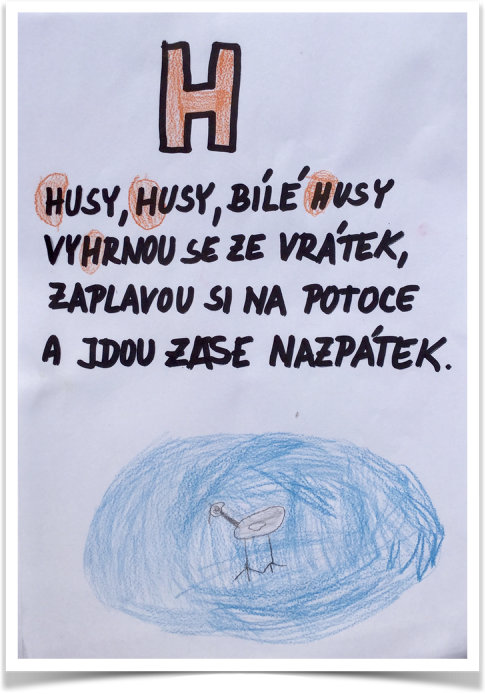 H
HUSY, HUSY, BÍLÉ HUSY
VYHRNOU SE ZE VRÁTEK,
ZAPLAVOU SI NA POTOCE
A JDOU ZASE NAZPÁTEK.